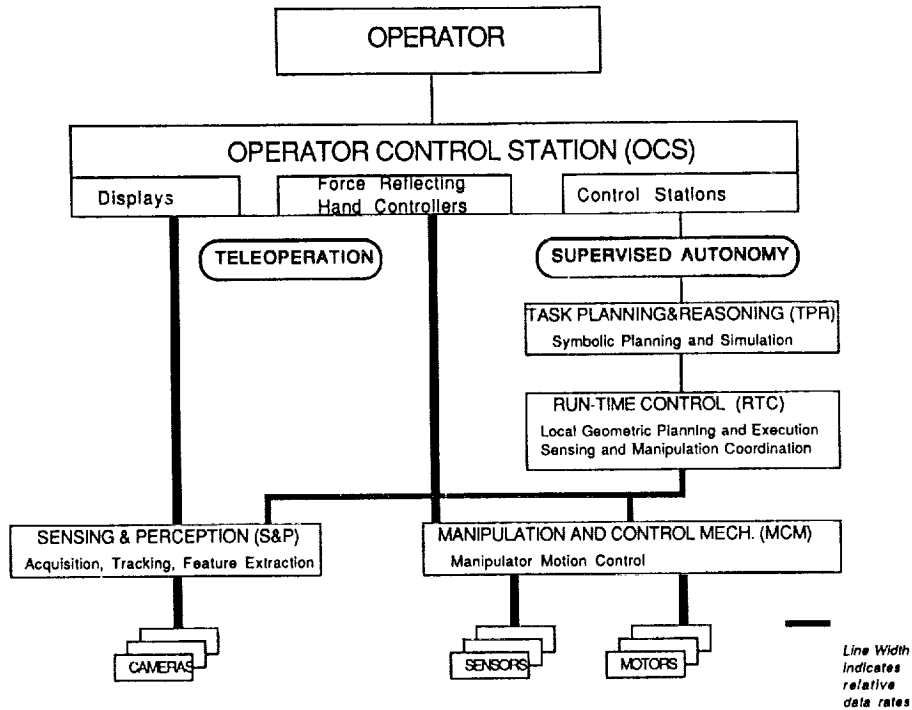 OPERATOR
OPERATOR CONTROL STATION (OCS)
Displays
Force Reflecting
Hand Controllers
Control Stations
TELEOPERATION
SUPERVISED AUTONOMY
TASK PLANNING&REASONING (TPR)
Symbolic Planning and Simulation
RUN-TIME CONTROL (RTC)
Local Geometric Planning and Execution
Sensing and Manipulation Coordination
SENSING & PERCEPTION (S&P)
Acquisition, Tracking, Feature Extraction
MANIPULATION AND CONTROL MECH. (MCM)
Manipulator Motion Control
CAMERAS
SENSORS
MOTORS
Line Width
indicates
relative
data rates